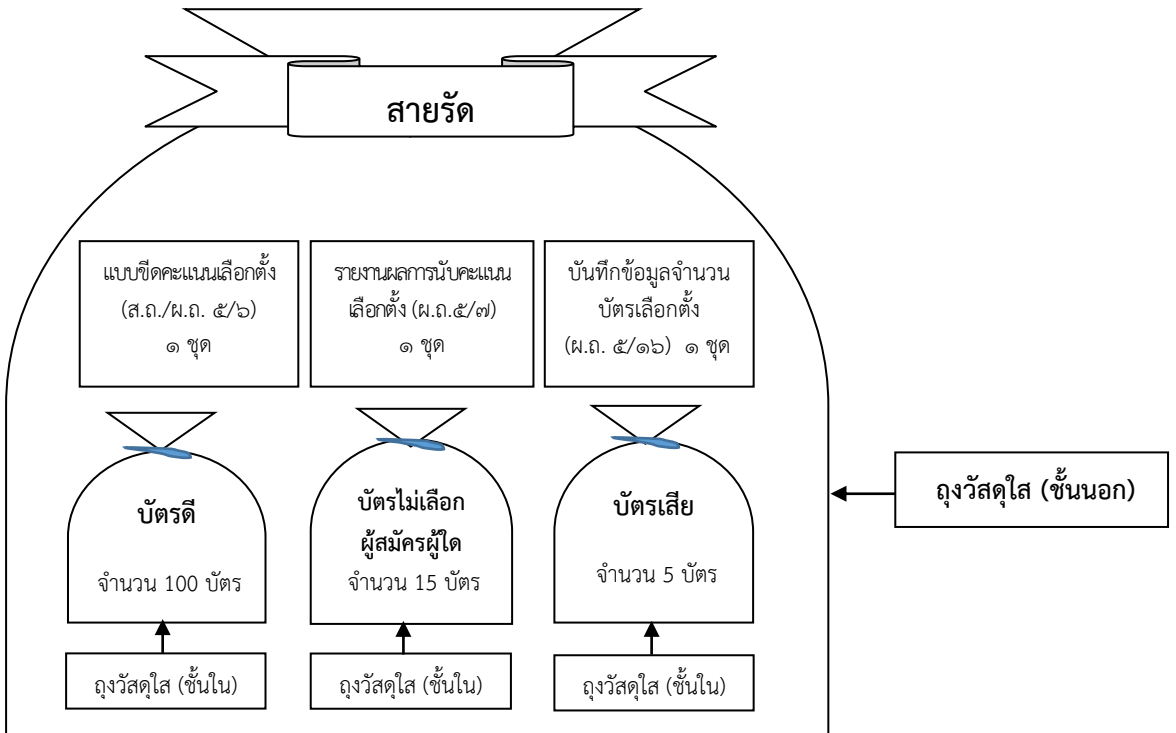 สายรัด
แบบขีดคะแนนเลือกตั้ง
(ส.ถ./ผ.ถ. ๕/๖)
๑ ชุด
รายงานผลการนับคะแนน
เลือกตั้ง (ผ.ถ.๕/๗)
๑ ชุด
บันทึกข้อมูลจำนวน
บัตรเลือกตั้ง
(ผ.ถ. ๕/๑๖) ๑ ชุด
บัตรดี
จำนวน 100 บัตร
บัตรไม่เลือก
ผู้สมัครผู้ใด
จำนวน 15 บัตร
บัตรเสีย
จำนวน 5 บัตร
ถุงวัสดุใส (ชั้นนอก)
ถุงวัสดุใส (ชั้นใน)
ถุงวัสดุใส (ชั้นใน)
ถุงวัสดุใส (ชั้นใน)